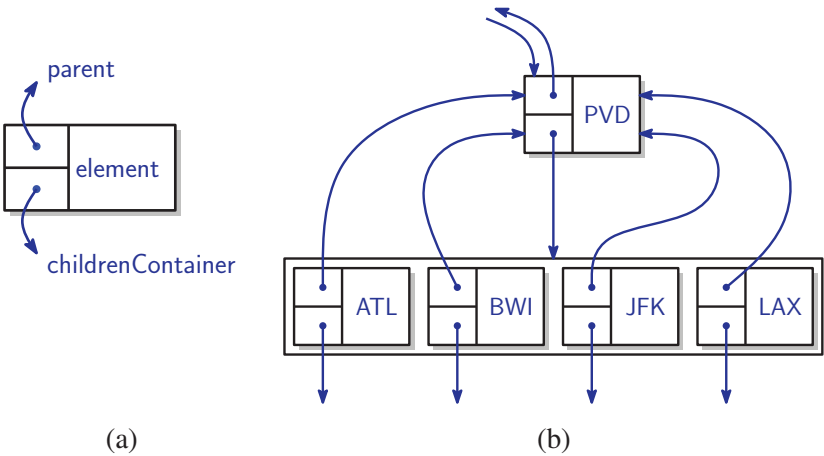 parent
element
childrenContainer
(a)
PVD
ATL
BWI
JFK
LAX
(b)